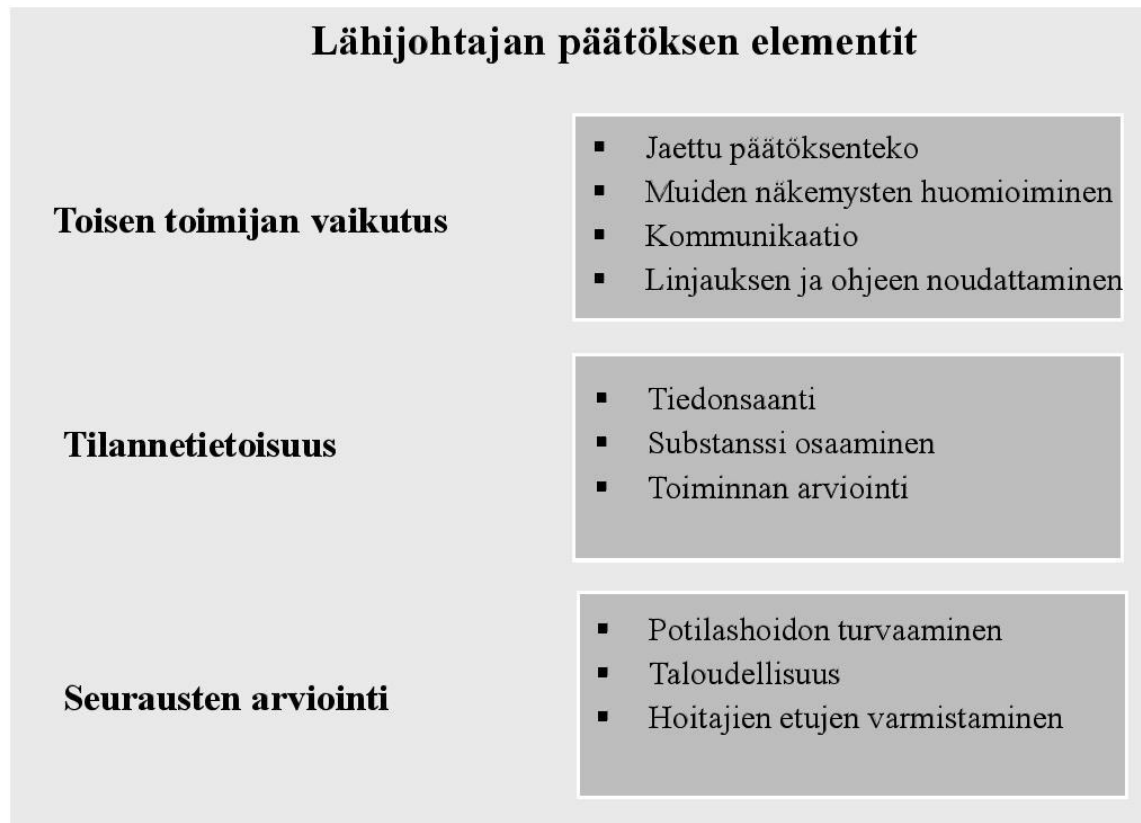 Lähijohtajan päätöksen elementit
Toisen toimijan vaikutus
▪ Jaettu päätöksenteko
▪ Muiden näkemysten huomioiminen
▪ Kommunikaatio
▪ Linjauksen ja ohjeen noudattaminen
Tilannetietoisuus
▪ Tiedonsaanti
▪ Substanssi osaaminen
▪ Toiminnan arviointi
Seurausten arviointi
▪ Potilashoidon turvaaminen
▪ Taloudellisuus
▪ Hoitajien etujen varmistaminen